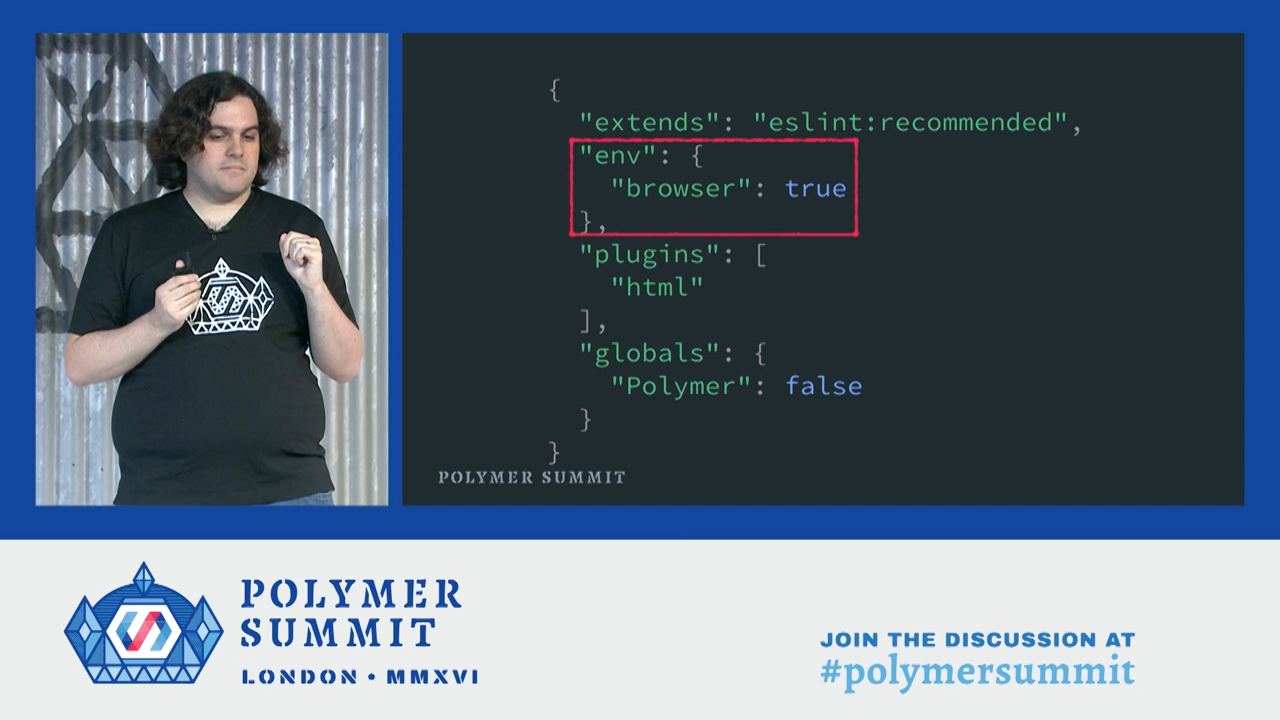 {
"extends": "eslint:recommended",
"env": {
"browser": true
},
"plugins": [
"html"
],
"globals": {
"Polymer": false
}
}
POLYMER SUMMIT
POLYMER
SUMMIT
LONDON • MMXVI
JOIN THE DISCUSSION AT
#polymersummit